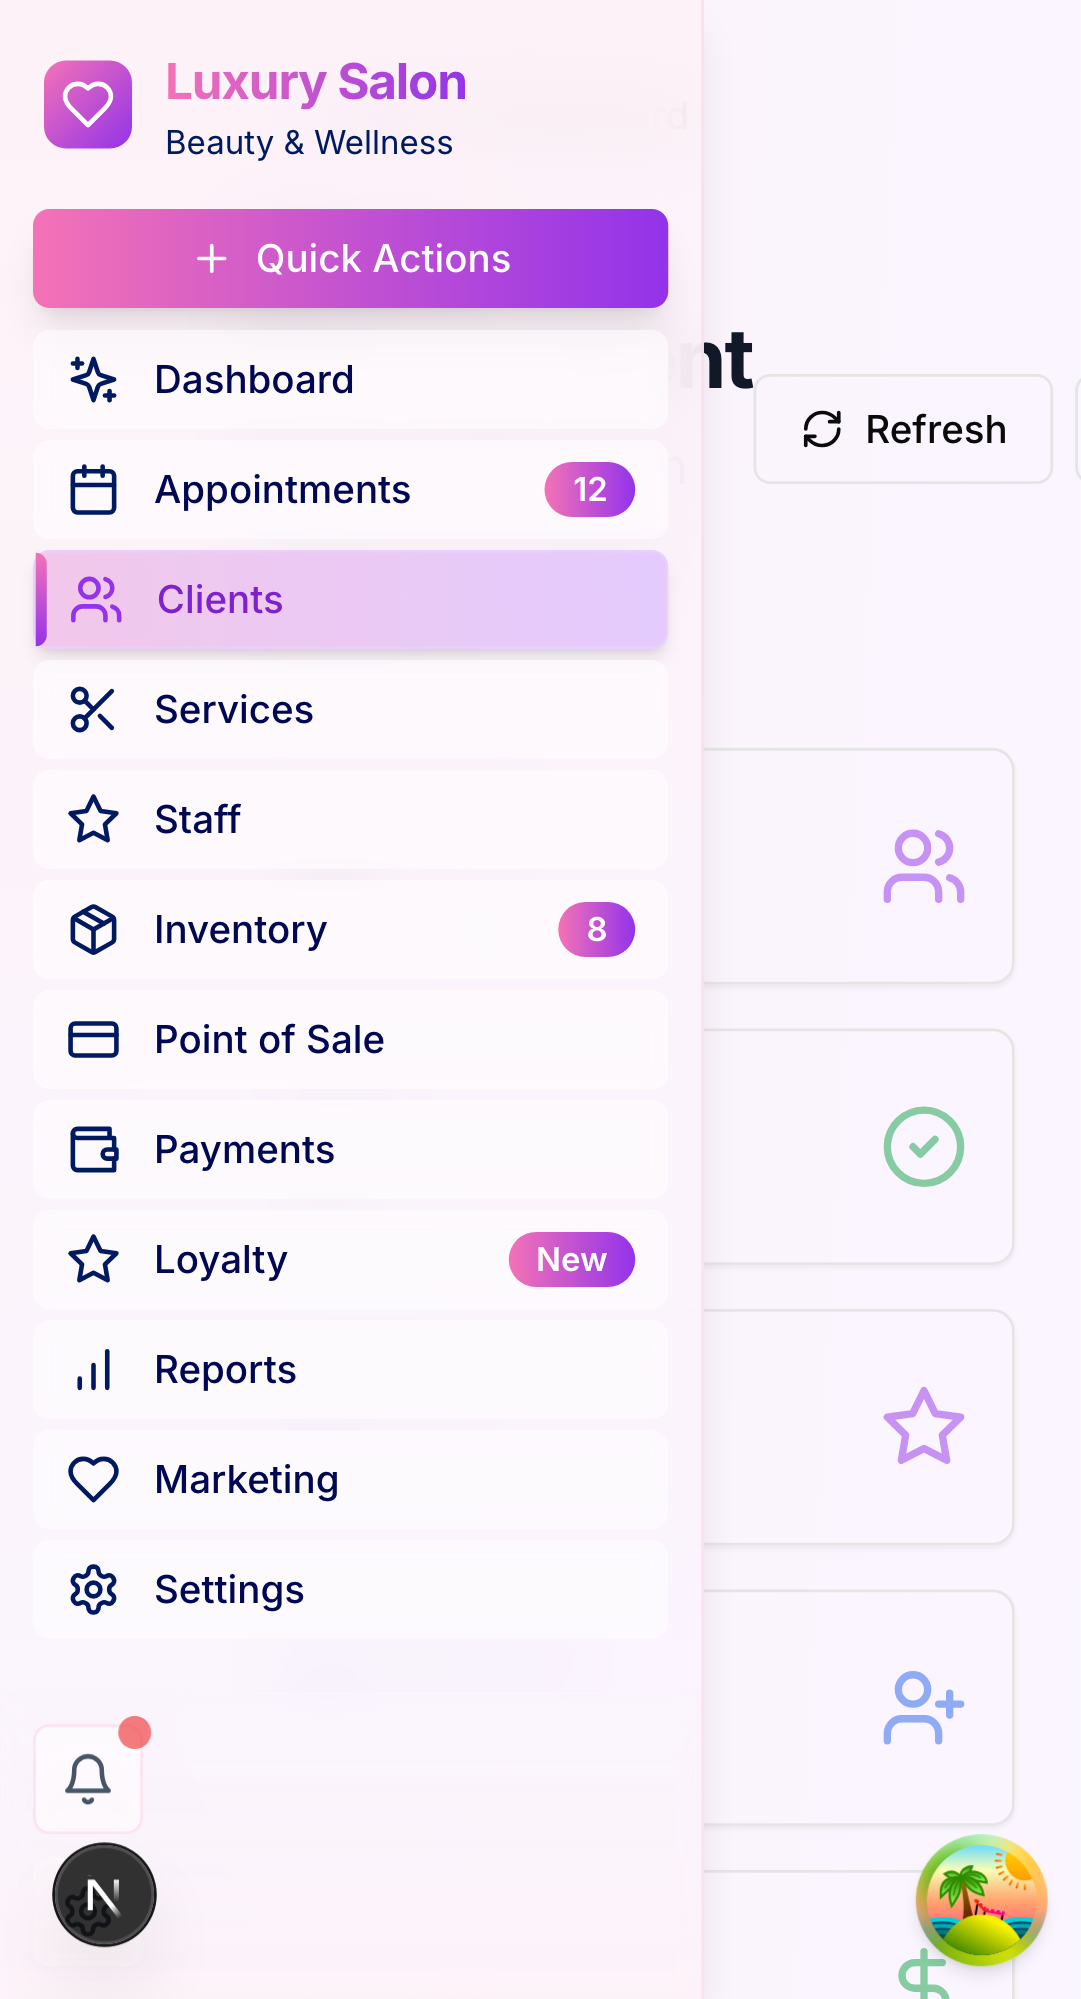 Luxury Salon
Beauty & Wellness
Quick Actions
Dashboard
nt
Appointments 12
Refresh
Clients
Services
Staff
Inventory 8
Point of Sale
Payments
Loyalty New
Reports
Marketing
Settings
N